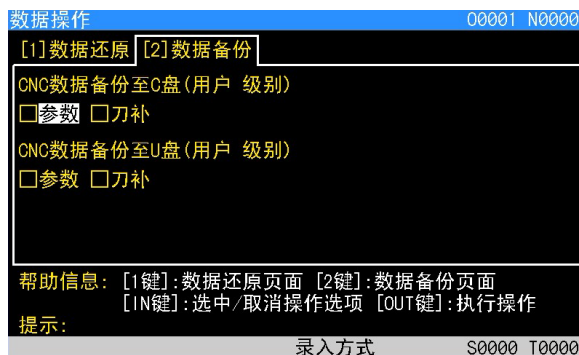 数据操作 O0001 N0000
[1]数据还原 [2]数据备份
CNC数据备份至C盘(用户 级别)
□参数 □刀补
CNC数据备份至U盘(用户 级别)
□参数 □刀补
帮助信息: [1键]:数据还原页面 [2键]:数据备份页面
[IN键]:选中/取消操作选项 [OUT键]:执行操作
提示:
录入方式 S0000 T0000